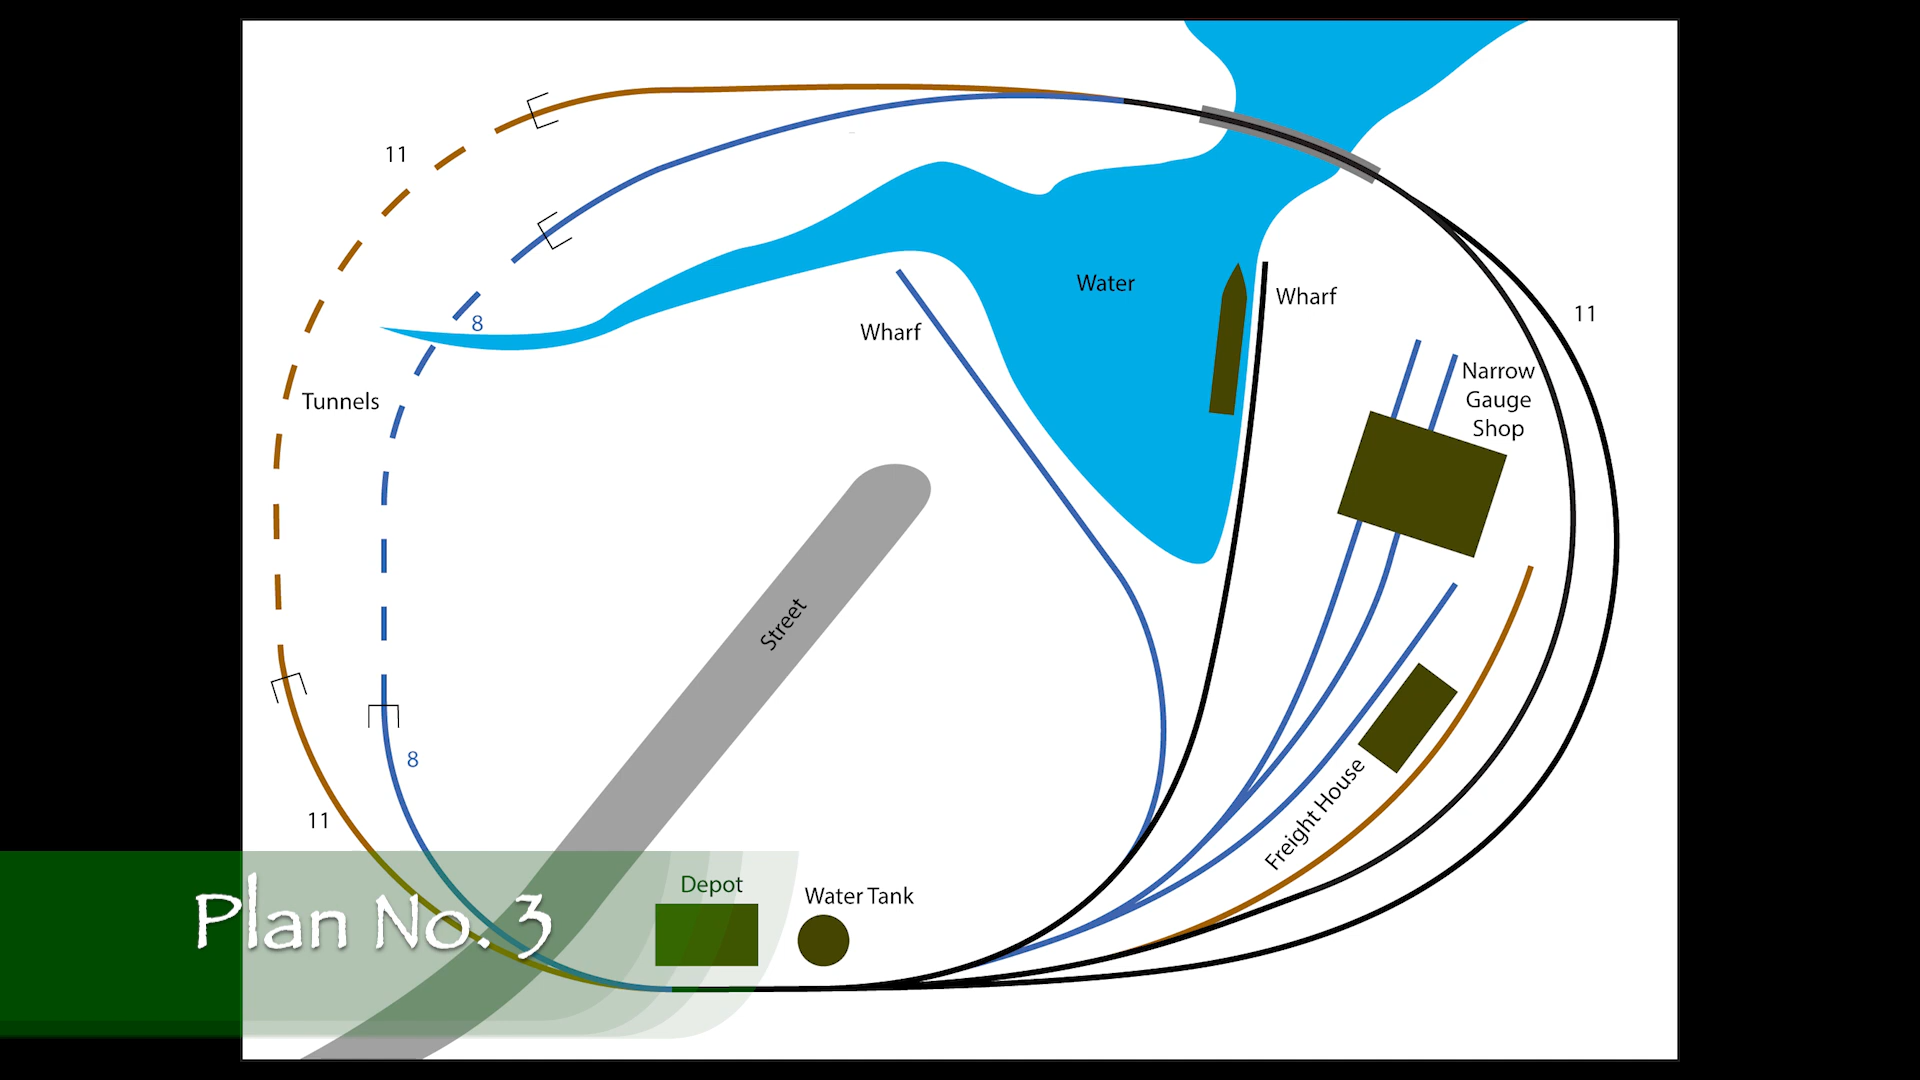 11
8
Water
Wharf
Wharf
11
Narrow
Gauge
Shop
Tunnels
Street
8
11
Freight House
Depot
Water Tank
Plan No. 3